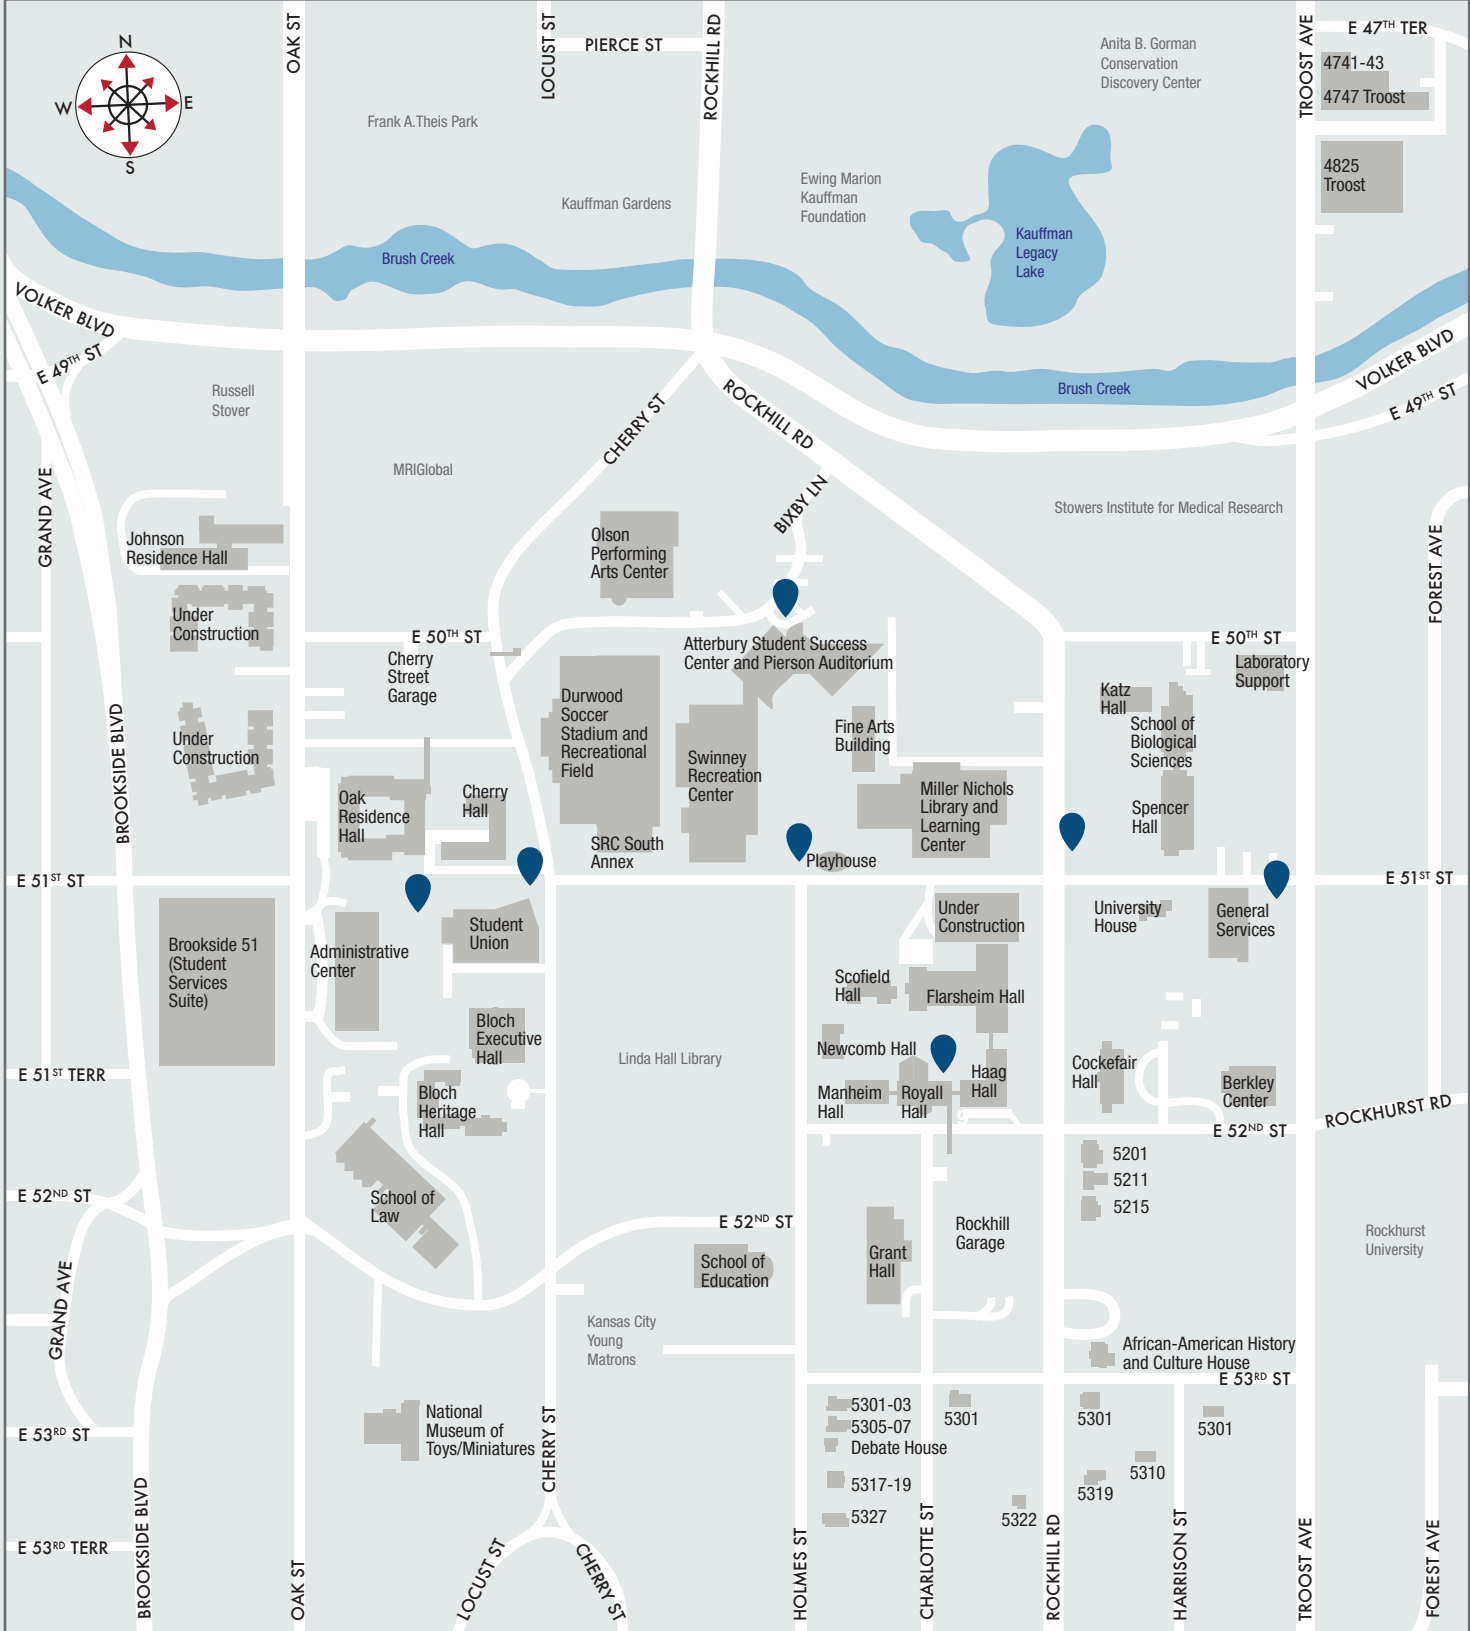 N
W
E
S
OAK ST
LOCUST ST
PIERCE ST
ROCKHILL RD
Anita B. Gorman
Conservation
Discovery Center
TROOST AVE
E 47TH TER
4741-43
4747 Troost
4825
Troost
Frank A.Theis Park
Kauffman Gardens
Ewing Marion
Kauffman
Foundation
Kauffman
Legacy
Lake
Brush Creek
VOLKER BLVD
E 49TH ST
Russell
Stover
Brush Creek
VOLKER BLVD
E 49TH ST
CHERRY ST
ROCKHILL RD
MRIGlobal
BIXBY LN
Stowers Institute for Medical Research
GRAND AVE
FOREST AVE
Johnson
Residence Hall
Olson
Performing
Arts Center
Under
Construction
E 50TH ST
E 50TH ST
Cherry
Street
Garage
Atterbury Student Success
Center and Pierson Auditorium
Laboratory
Support
Katz
Hall
Durwood
Soccer
Stadium and
Recreational
Field
Under
Construction
BROOKSIDE BLVD
Fine Arts
Building
School of
Biological
Sciences
Swinney
Recreation
Center
Oak
Residence
Hall
Cherry
Hall
Miller Nichols
Library and
Learning
Center
Spencer
Hall
SRC South
Annex
Playhouse
E 51ST ST
E 51ST ST
Brookside 51
(Student
Services
Suite)
Administrative
Center
Student
Union
Under
Construction
University
House
General
Services
Scofield
Hall
Flarsheim Hall
Bloch
Executive
Hall
Linda Hall Library
Newcomb Hall
Haag
Hall
Cockefair
Hall
E 51ST TERR
Bloch
Heritage
Hall
Manheim
Hall
Royall
Hall
Berkley
Center
ROCKHURST RD
E 52ND ST
5201
5211
5215
E 52ND ST
School of
Law
E 52ND ST
Rockhill
Garage
Rockhurst
University
Grant
Hall
School of
Education
GRAND AVE
Kansas City
Young
Matrons
African-American History
and Culture House
E 53RD ST
National
Museum of
Toys/Miniatures
5301-03
5305-07
Debate House
5317-19
5327
5301
5301
5301
5310
5319
5322
E 53RD ST
CHERRY ST
E 53RD TERR
BROOKSIDE BLVD
OAK ST
LOCUST ST
CHERRY ST
HOLMES ST
CHARLOTTE ST
ROCKHILL RD
HARRISON ST
TROOST AVE
FOREST AVE